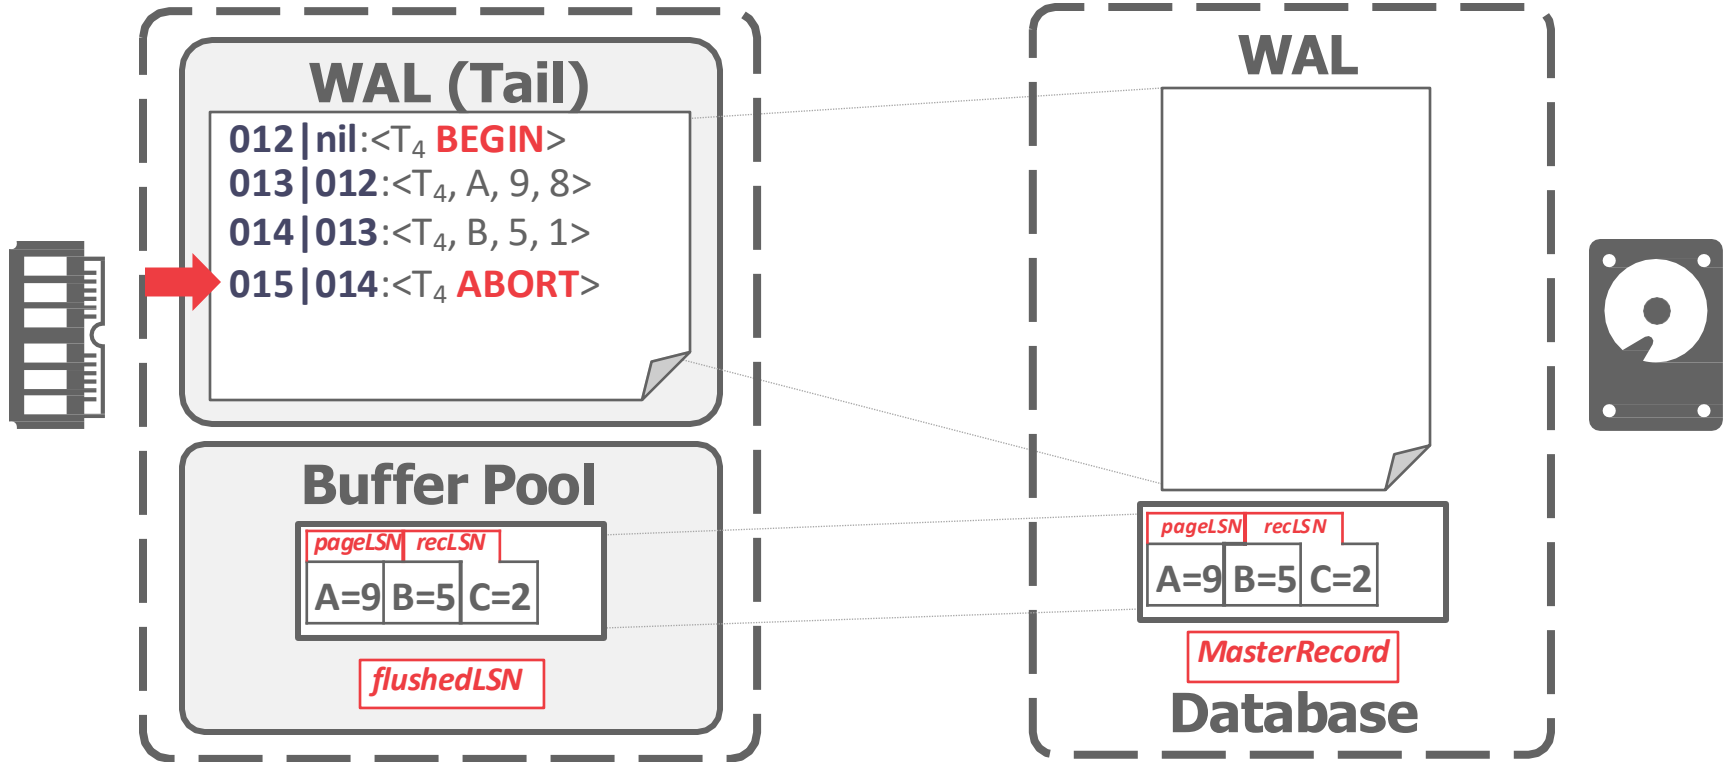 WAL (Tail)
012|nil:<T4 BEGIN>
013|012:<T4, A, 9, 8>
014|013:<T4, B, 5, 1>
015|014:<T4 ABORT>
Buffer Pool
pageLSN recLSN
A=9 B=5 C=2
flushedLSN
WAL
pageLSN recLSN
A=9 B=5 C=2
MasterRecord
Database